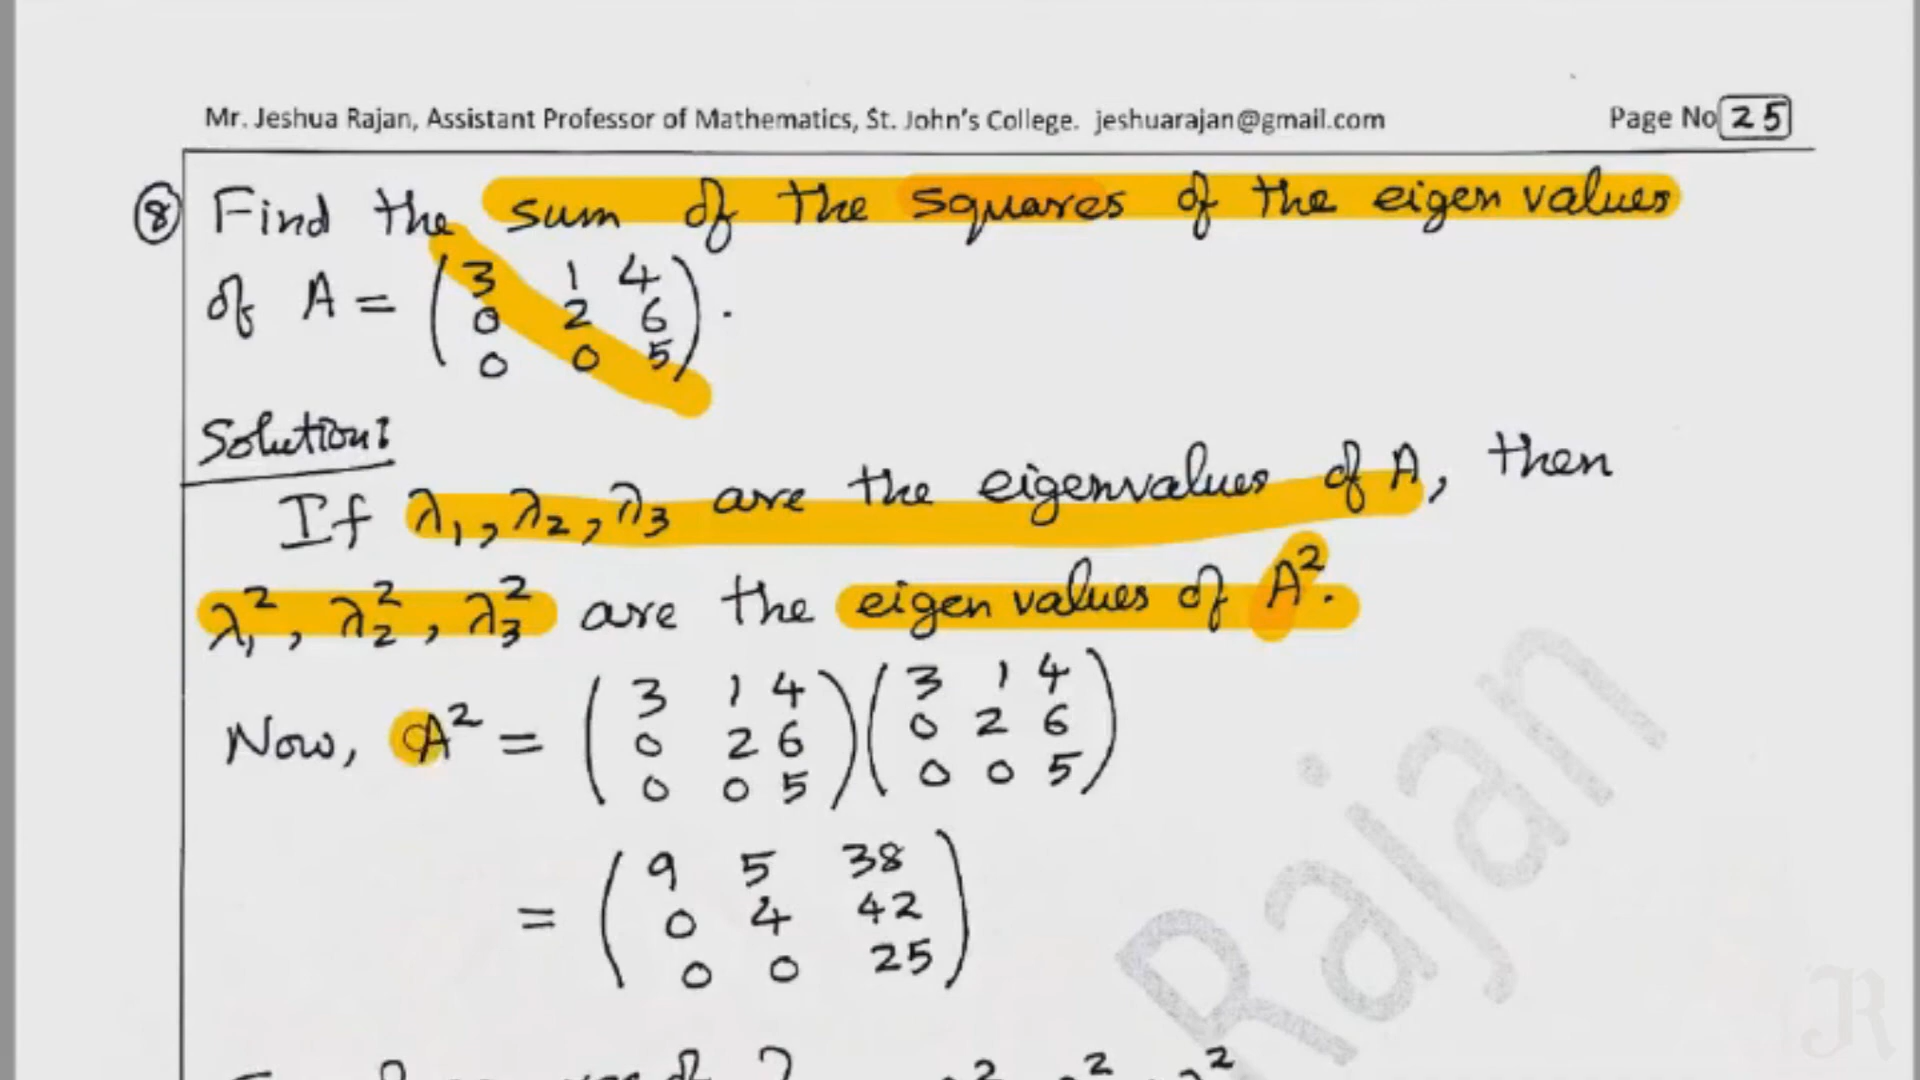 Mr. Jeshua Rajan, Assistant Professor of Mathematics, St. John's College. jeshuarajan@gmail.com Page No 25
⑧ Find the sum of the squares of the eigen values
of A = ( 3 1 4
0 2 6
0 0 5 ) .
Solution:
If λ₁, λ₂, λ₃ are the eigenvalues of A, then
λ₁², λ₂², λ₃² are the eigen values of A².
Now, A² = ( 3 1 4 ) ( 3 1 4 )
0 2 6 0 2 6
0 0 5 0 0 5
= ( 9 5 38
0 4 42
0 0 25 )
Rajan
JR